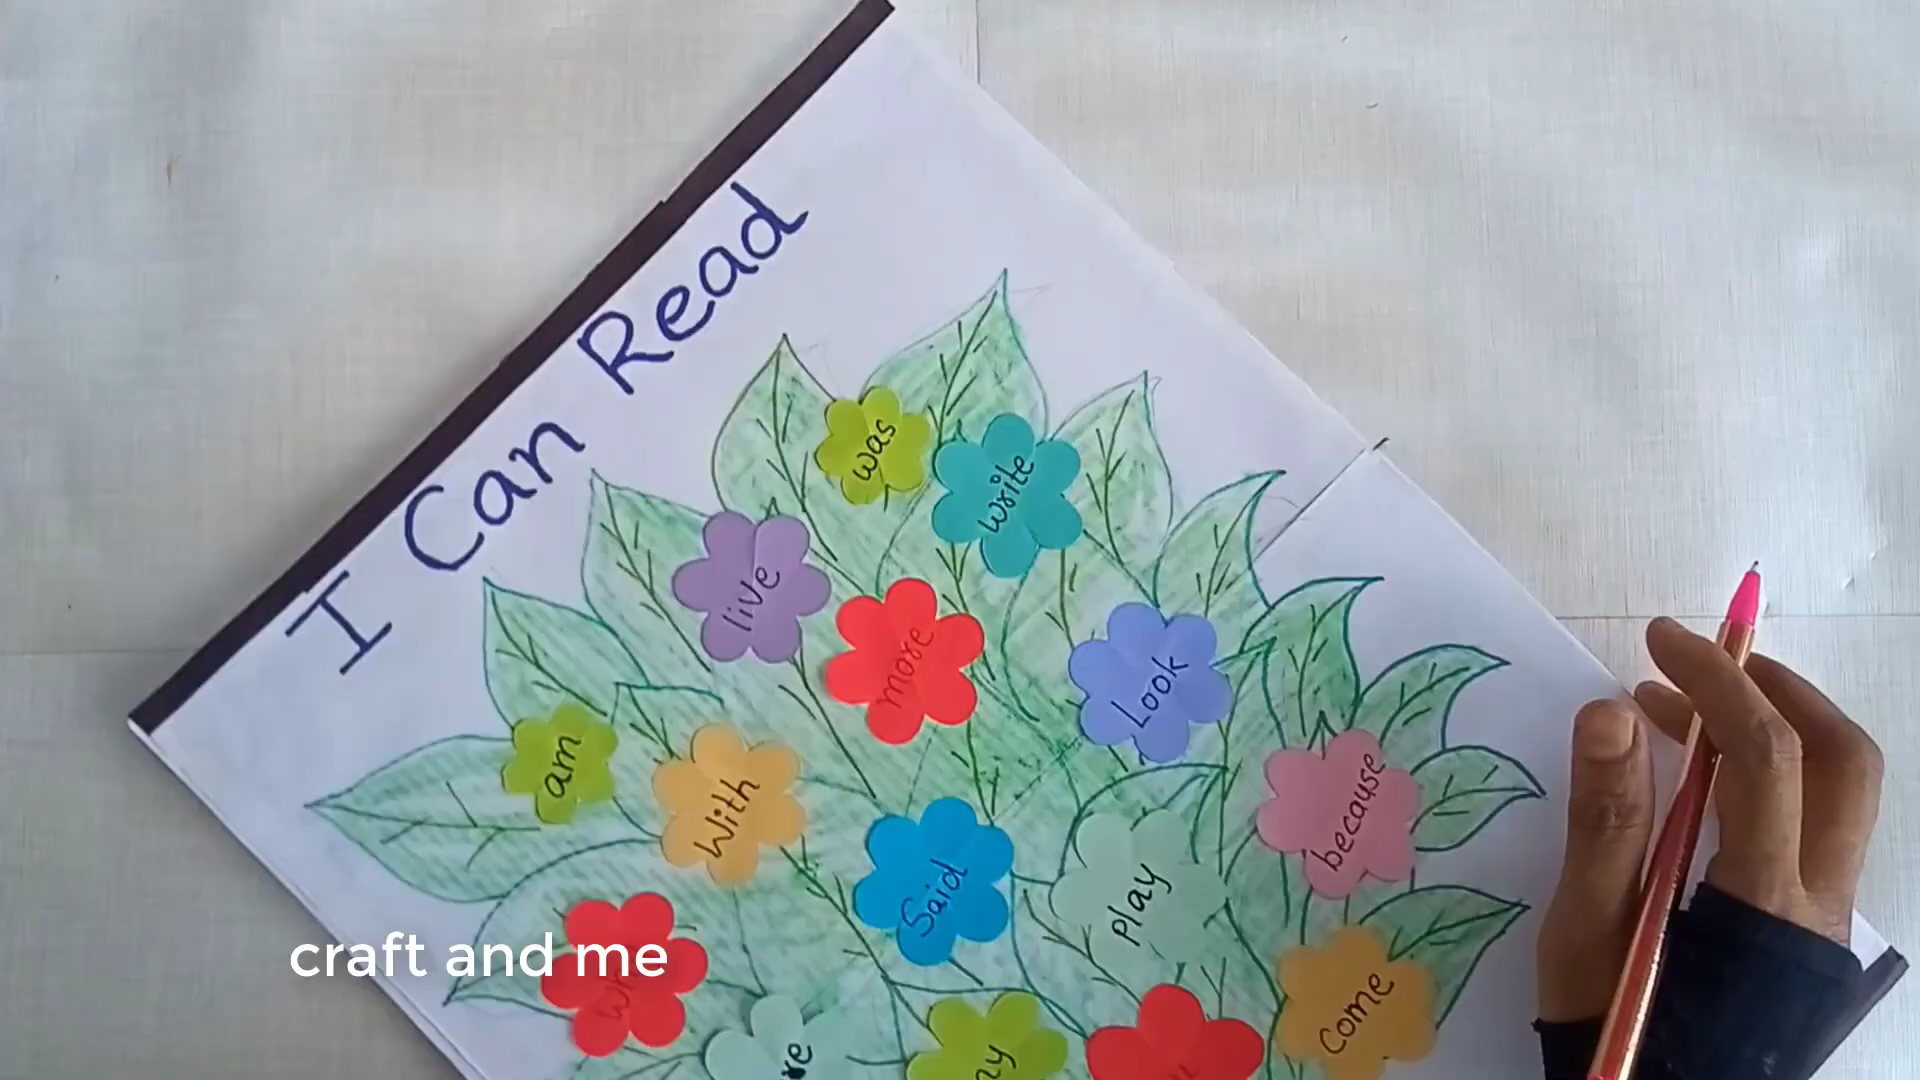 I Can Read
was
write
live
more
Look
am
With
because
Said
Play
Come
craft and me